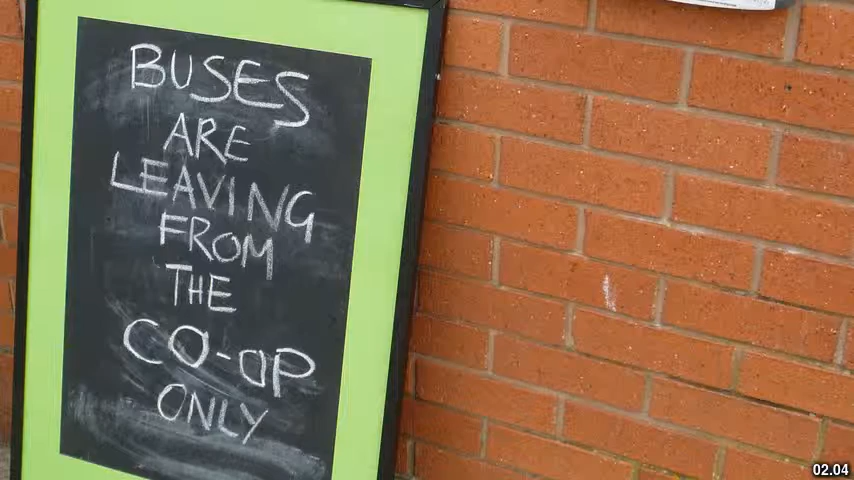 BUSES
ARE
LEAVING
FROM
THE
CO-OP
ONLY
02.04